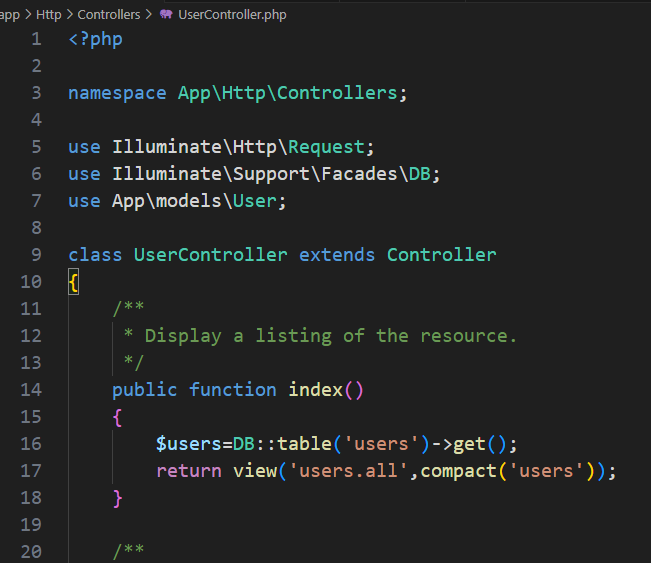 app > Http > Controllers > UserController.php
1 <?php
2
3 namespace App\Http\Controllers;
4
5 use Illuminate\Http\Request;
6 use Illuminate\Support\Facades\DB;
7 use App\models\User;
8
9 class UserController extends Controller
10 {
11     /**
12      * Display a listing of the resource.
13      */
14     public function index()
15     {
16         $users=DB::table('users')->get();
17         return view('users.all',compact('users'));
18     }
19
20     /**